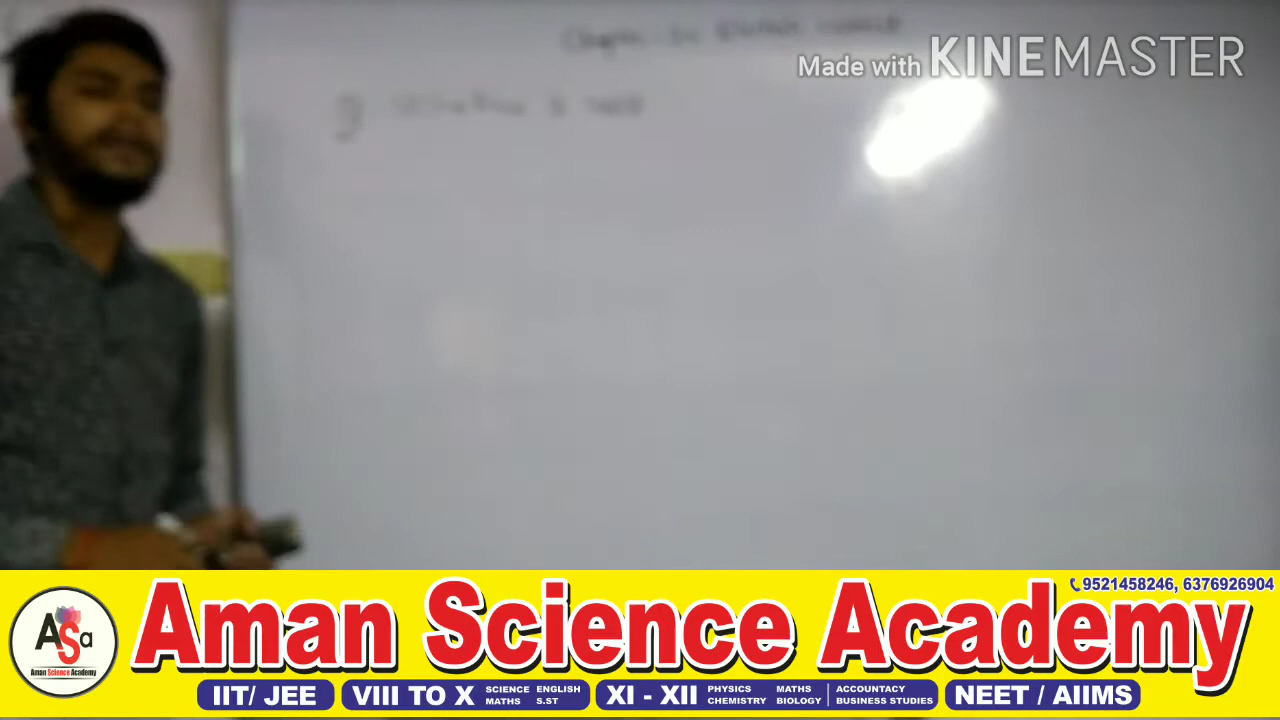 Made with KINEMASTER
9521458246, 6376926904
ASa
Aman Science Academy
Aman Science Academy
IIT/ JEE
VIII TO X
SCIENCE ENGLISH
MATHS S.ST
XI - XII
PHYSICS MATHS
CHEMISTRY BIOLOGY
ACCOUNTACY
BUSINESS STUDIES
NEET / AIIMS